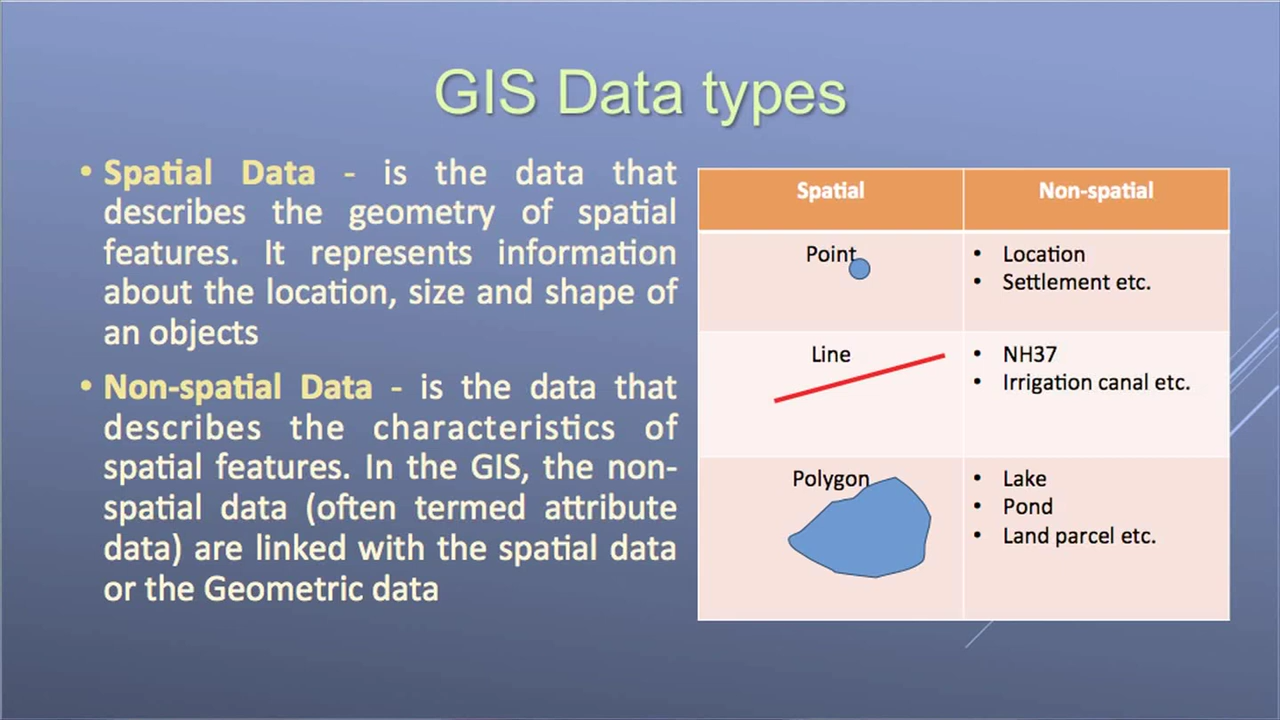 GIS Data types
• Spatial Data - is the data that
describes the geometry of spatial
features. It represents information
about the location, size and shape of
an objects
• Non-spatial Data - is the data that
describes the characteristics of
spatial features. In the GIS, the non-
spatial data (often termed attribute
data) are linked with the spatial data
or the Geometric data
Spatial Non-spatial
Point
• Location
• Settlement etc.
Line
• NH37
• Irrigation canal etc.
Polygon
• Lake
• Pond
• Land parcel etc.